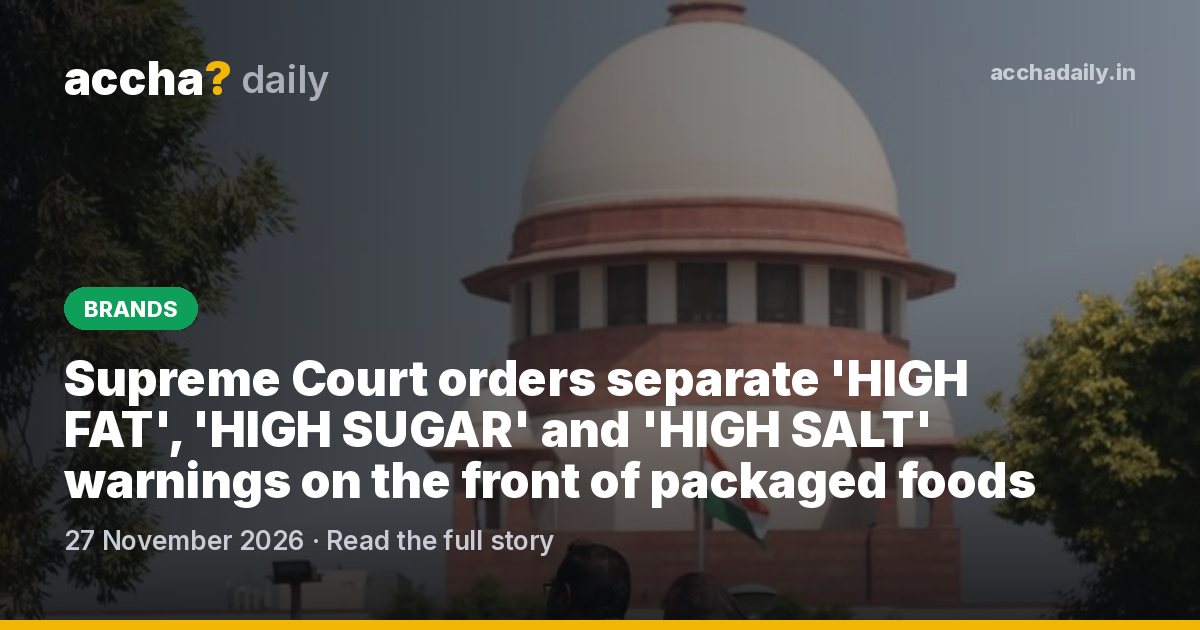 accha? daily
acchadaily.in
BRANDS
Supreme Court orders separate 'HIGH
FAT', 'HIGH SUGAR' and 'HIGH SALT'
warnings on the front of packaged foods
27 November 2026 · Read the full story